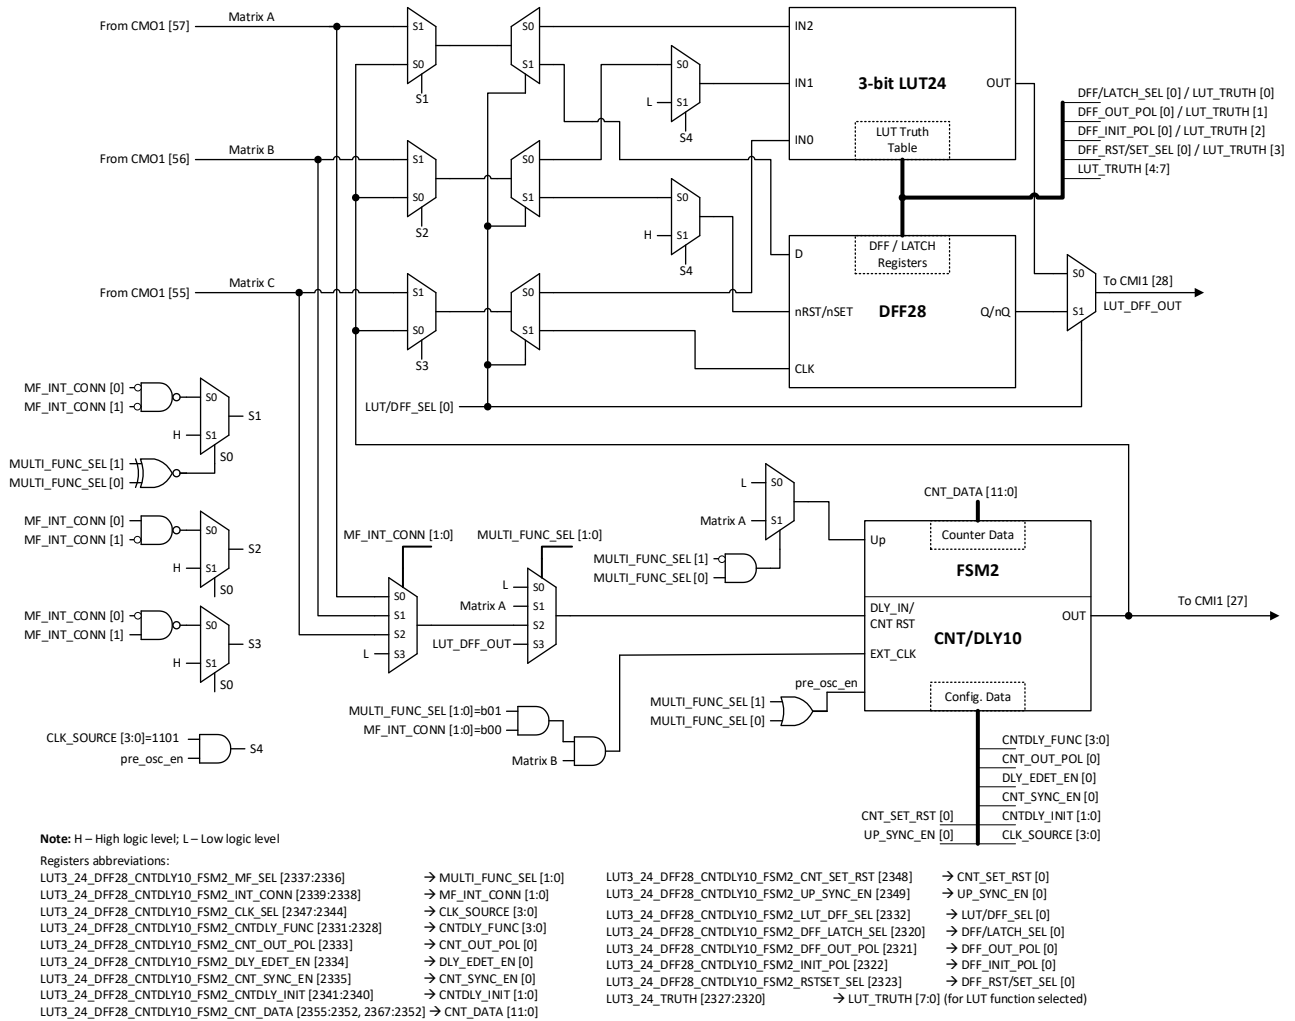 From CMO1 [57]
Matrix A
S1
S0
S1
S0
S1
S0
S1
L
S4
IN2
IN1
IN0
3-bit LUT24
OUT
LUT Truth
Table
DFF/LATCH_SEL [0] / LUT_TRUTH [0]
DFF_OUT_POL [0] / LUT_TRUTH [1]
DFF_INIT_POL [0] / LUT_TRUTH [2]
DFF_RST/SET_SEL [0] / LUT_TRUTH [3]
LUT_TRUTH [4:7]
From CMO1 [56]
Matrix B
S1
S0
S2
S0
S1
S0
S1
H
S4
From CMO1 [55]
Matrix C
S1
S0
S3
S0
S1
DFF / LATCH
Registers
D
nRST/nSET
CLK
DFF28
Q/nQ
S0
S1
To CMI1 [28]
LUT_DFF_OUT
LUT/DFF_SEL [0]
MF_INT_CONN [0]
MF_INT_CONN [1]
S0
S1
H
S1
S0
MULTI_FUNC_SEL [1]
MULTI_FUNC_SEL [0]
MF_INT_CONN [0]
MF_INT_CONN [1]
S0
S1
H
S2
S0
MF_INT_CONN [0]
MF_INT_CONN [1]
S0
S1
H
S3
S0
CLK_SOURCE [3:0]=1101
pre_osc_en
S4
MF_INT_CONN [1:0]
S0
S1
S2
S3
L
MULTI_FUNC_SEL [1:0]
L
Matrix A
LUT_DFF_OUT
S0
S1
S2
S3
L
Matrix A
S0
S1
MULTI_FUNC_SEL [1]
MULTI_FUNC_SEL [0]
MULTI_FUNC_SEL [1:0]=b01
MF_INT_CONN [1:0]=b00
Matrix B
MULTI_FUNC_SEL [1]
MULTI_FUNC_SEL [0]
pre_osc_en
CNT_DATA [11:0]
Counter Data
Up
FSM2
DLY_IN/
CNT RST
OUT
CNT/DLY10
EXT_CLK
Config. Data
To CMI1 [27]
CNTDLY_FUNC [3:0]
CNT_OUT_POL [0]
DLY_EDET_EN [0]
CNT_SYNC_EN [0]
CNT_SET_RST [0]
CNTDLY_INIT [1:0]
UP_SYNC_EN [0]
CLK_SOURCE [3:0]
Note: H – High logic level; L – Low logic level
Registers abbreviations:
LUT3_24_DFF28_CNTDLY10_FSM2_MF_SEL [2337:2336] → MULTI_FUNC_SEL [1:0]
LUT3_24_DFF28_CNTDLY10_FSM2_INT_CONN [2339:2338] → MF_INT_CONN [1:0]
LUT3_24_DFF28_CNTDLY10_FSM2_CLK_SEL [2347:2344] → CLK_SOURCE [3:0]
LUT3_24_DFF28_CNTDLY10_FSM2_CNTDLY_FUNC [2331:2328] → CNTDLY_FUNC [3:0]
LUT3_24_DFF28_CNTDLY10_FSM2_CNT_OUT_POL [2333] → CNT_OUT_POL [0]
LUT3_24_DFF28_CNTDLY10_FSM2_DLY_EDET_EN [2334] → DLY_EDET_EN [0]
LUT3_24_DFF28_CNTDLY10_FSM2_CNT_SYNC_EN [2335] → CNT_SYNC_EN [0]
LUT3_24_DFF28_CNTDLY10_FSM2_CNTDLY_INIT [2341:2340] → CNTDLY_INIT [1:0]
LUT3_24_DFF28_CNTDLY10_FSM2_CNT_DATA [2355:2352, 2367:2352] → CNT_DATA [11:0]
LUT3_24_DFF28_CNTDLY10_FSM2_CNT_SET_RST [2348] → CNT_SET_RST [0]
LUT3_24_DFF28_CNTDLY10_FSM2_UP_SYNC_EN [2349] → UP_SYNC_EN [0]
LUT3_24_DFF28_CNTDLY10_FSM2_LUT_DFF_SEL [2332] → LUT/DFF_SEL [0]
LUT3_24_DFF28_CNTDLY10_FSM2_DFF_LATCH_SEL [2320] → DFF/LATCH_SEL [0]
LUT3_24_DFF28_CNTDLY10_FSM2_DFF_OUT_POL [2321] → DFF_OUT_POL [0]
LUT3_24_DFF28_CNTDLY10_FSM2_INIT_POL [2322] → DFF_INIT_POL [0]
LUT3_24_DFF28_CNTDLY10_FSM2_RSTSET_SEL [2323] → DFF_RST/SET_SEL [0]
LUT3_24_TRUTH [2327:2320] → LUT_TRUTH [7:0] (for LUT function selected)